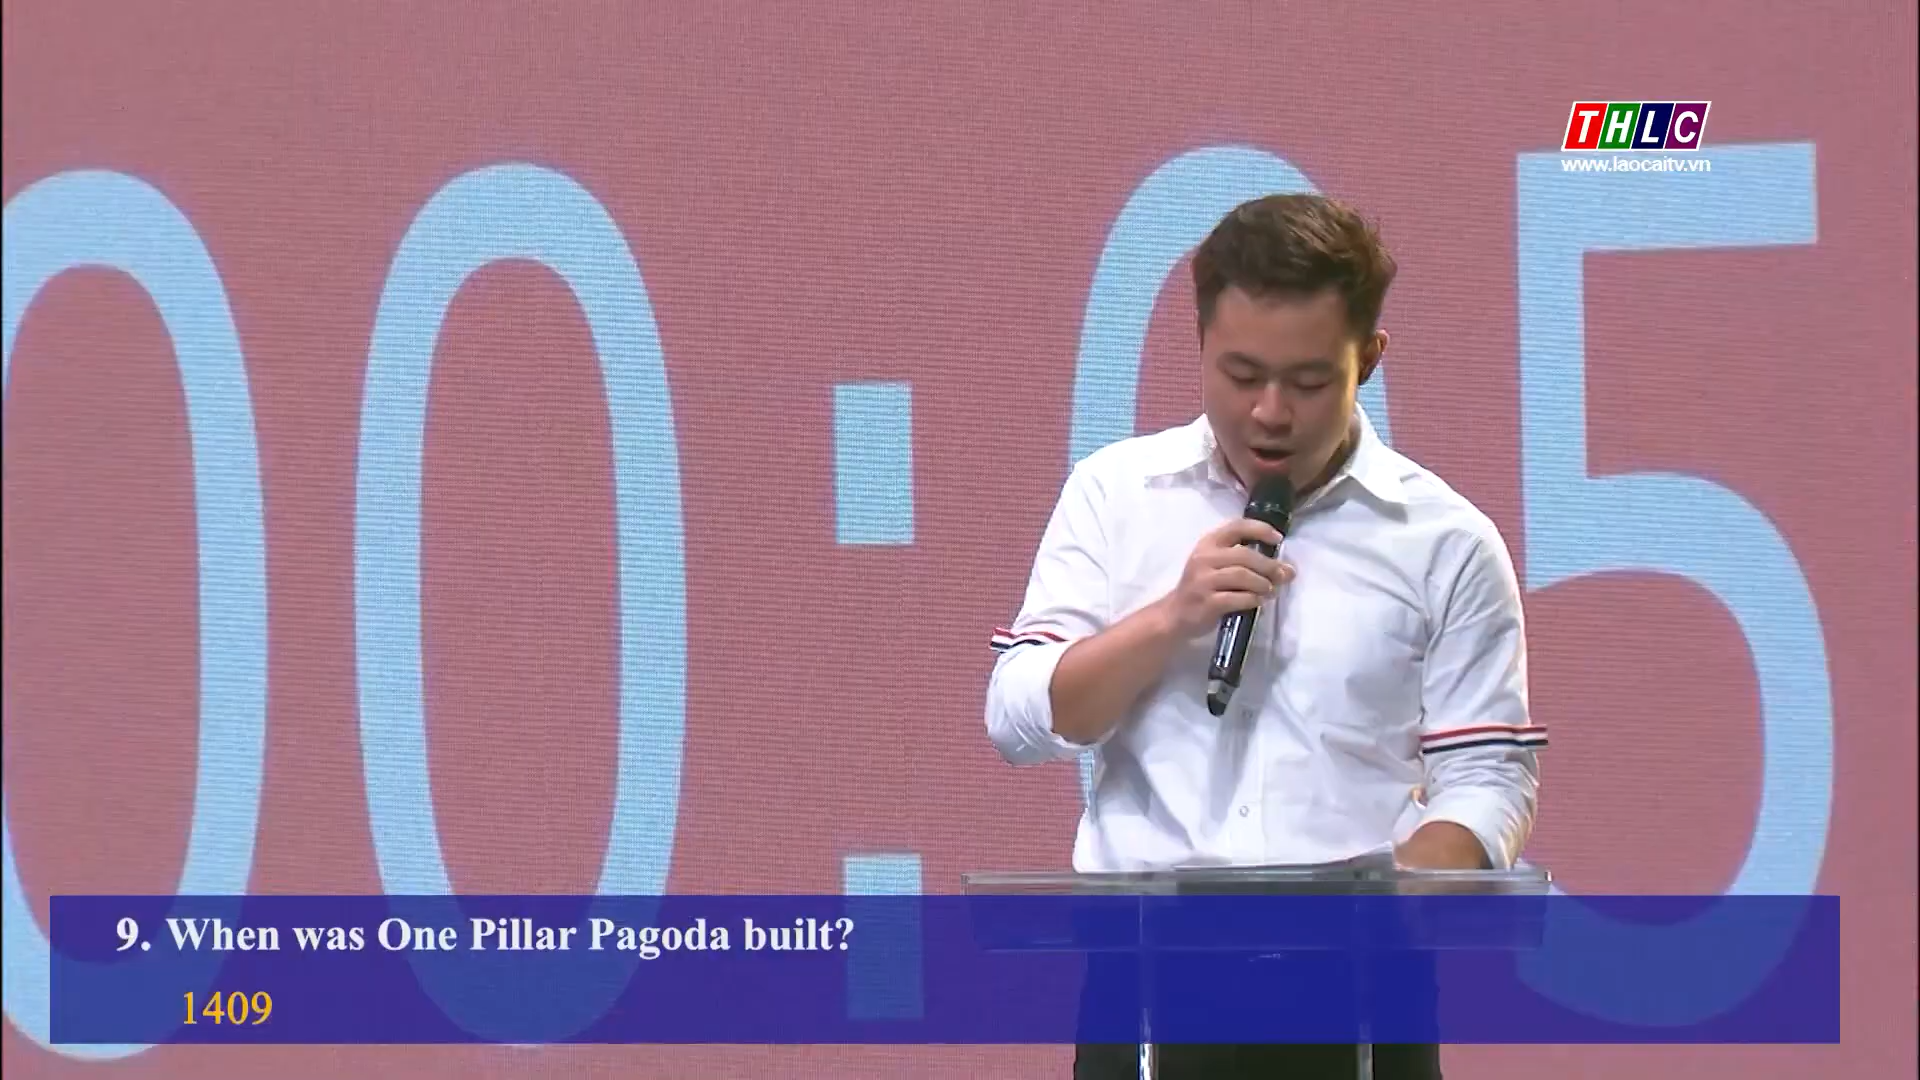 THLC
www.laocaitv.vn
00:05
9. When was One Pillar Pagoda built?
1409